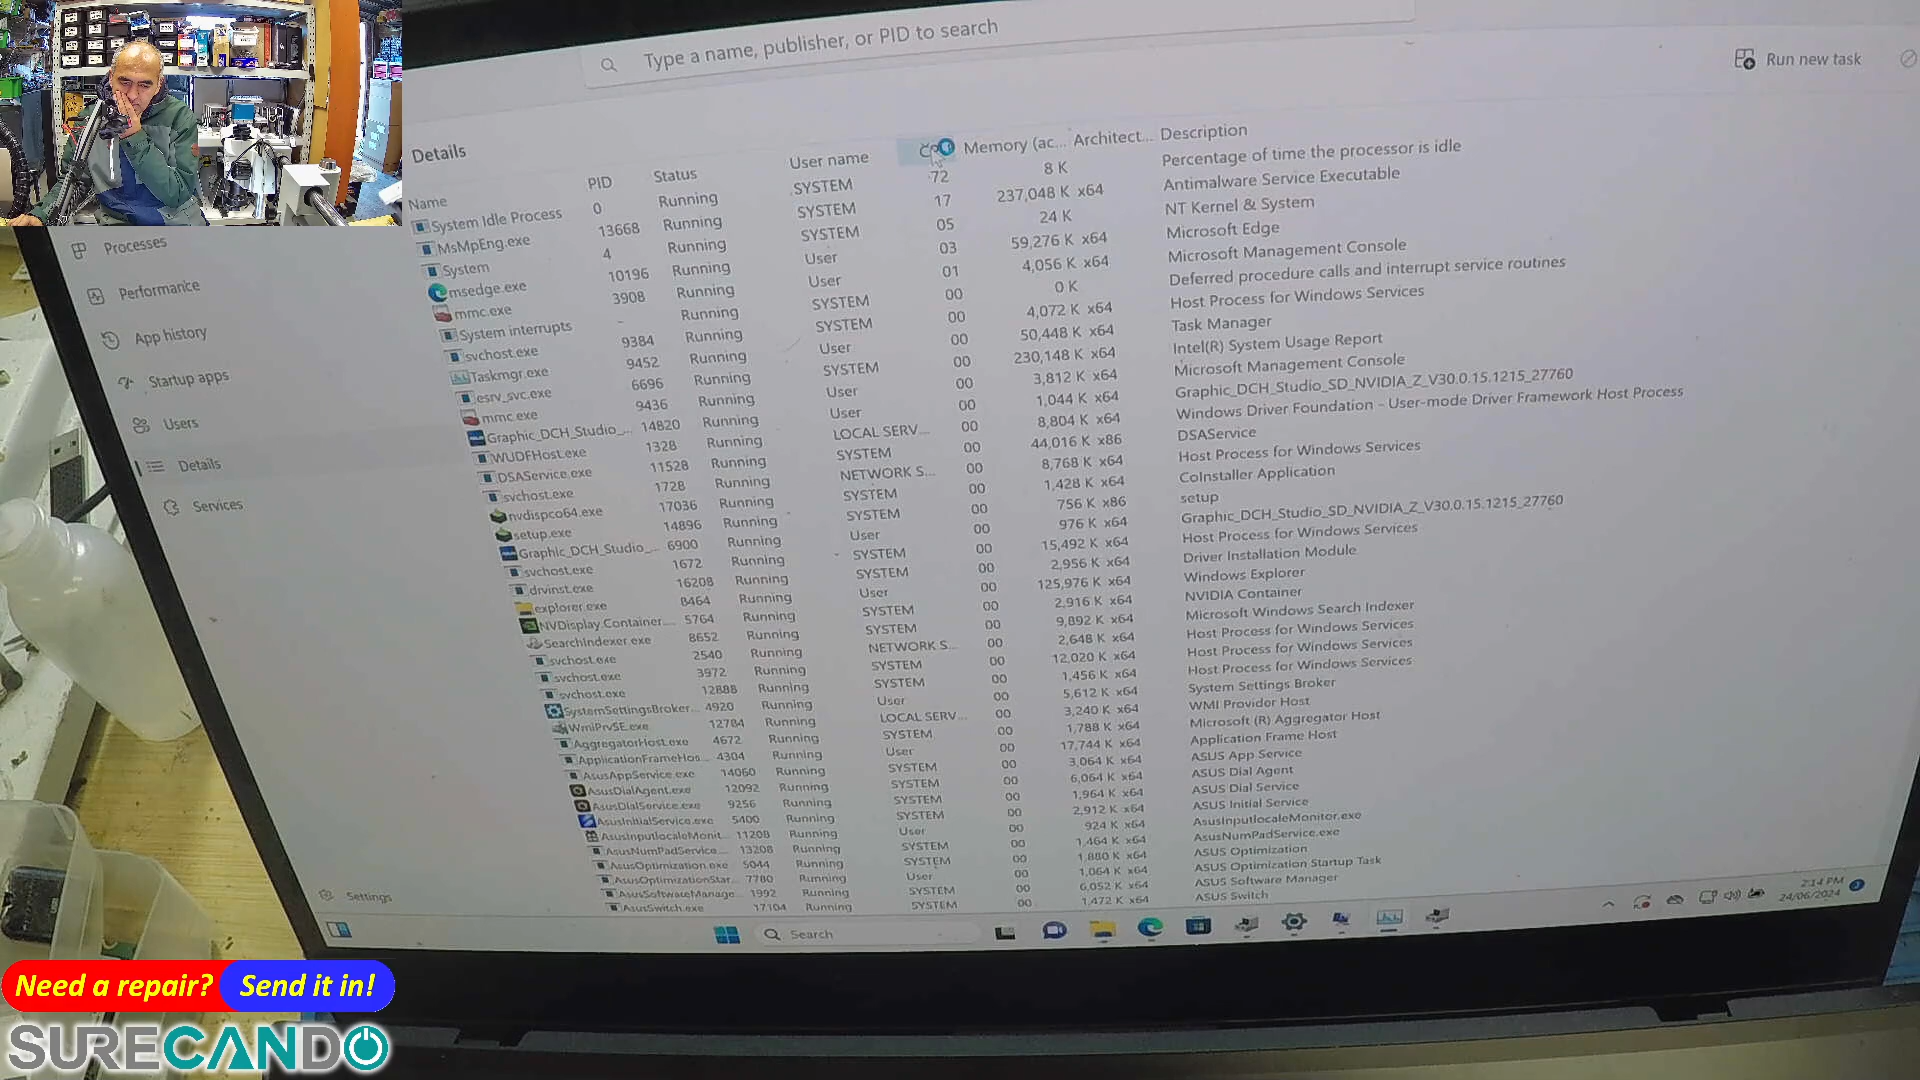 Type a name, publisher, or PID to search
Run new task
Details
Name PID Status User name Memory (ac... Architect... Description
System Idle Process 0 Running SYSTEM 72 8 K Percentage of time the processor is idle
MsMpEng.exe 13668 Running SYSTEM 17 237,048 K x64 Antimalware Service Executable
System 4 Running SYSTEM 05 24 K NT Kernel & System
msedge.exe 10196 Running User 03 59,276 K x64 Microsoft Edge
mmc.exe 3908 Running User 01 4,056 K x64 Microsoft Management Console
System interrupts - Running SYSTEM 00 0 K Deferred procedure calls and interrupt service routines
svchost.exe 9384 Running SYSTEM 00 4,072 K x64 Host Process for Windows Services
Taskmgr.exe 9452 Running User 00 50,448 K x64 Task Manager
esrv_svc.exe 6696 Running SYSTEM 00 230,148 K x64 Intel(R) System Usage Report
mmc.exe 9436 Running User 00 3,812 K x64 Microsoft Management Console
Graphic_DCH_Studio_... 14820 Running User 00 1,044 K x64 Graphic_DCH_Studio_SD_NVIDIA_Z_V30.0.15.1215_27760
WUDFHost.exe 1328 Running LOCAL SERV... 00 8,804 K x64 Windows Driver Foundation - User-mode Driver Framework Host Process
DSAService.exe 11528 Running SYSTEM 00 44,016 K x86 DSAService
svchost.exe 1728 Running NETWORK S... 00 8,768 K x64 Host Process for Windows Services
nvdispco64.exe 17036 Running SYSTEM 00 1,428 K x64 CoInstaller Application
setup.exe 14896 Running SYSTEM 00 756 K x86 setup
Graphic_DCH_Studio_... 6900 Running User 00 976 K x64 Graphic_DCH_Studio_SD_NVIDIA_Z_V30.0.15.1215_27760
svchost.exe 1672 Running SYSTEM 00 15,492 K x64 Host Process for Windows Services
drvinst.exe 16208 Running SYSTEM 00 2,956 K x64 Driver Installation Module
explorer.exe 8464 Running User 00 125,976 K x64 Windows Explorer
NVDisplay.Container.... 5764 Running SYSTEM 00 2,916 K x64 NVIDIA Container
SearchIndexer.exe 8652 Running SYSTEM 00 9,892 K x64 Microsoft Windows Search Indexer
svchost.exe 2540 Running NETWORK S... 00 2,648 K x64 Host Process for Windows Services
svchost.exe 3972 Running SYSTEM 00 12,020 K x64 Host Process for Windows Services
svchost.exe 12888 Running SYSTEM 00 1,456 K x64 Host Process for Windows Services
SystemSettingsBroker... 4920 Running User 00 5,612 K x64 System Settings Broker
WmiPrvSE.exe 12784 Running LOCAL SERV... 00 3,240 K x64 WMI Provider Host
AggregatorHost.exe 4672 Running SYSTEM 00 1,788 K x64 Microsoft (R) Aggregator Host
ApplicationFrameHos... 4304 Running User 00 17,744 K x64 Application Frame Host
AsusAppService.exe 14060 Running SYSTEM 00 3,064 K x64 ASUS App Service
AsusDialAgent.exe 12092 Running SYSTEM 00 6,064 K x64 ASUS Dial Agent
AsusDialService.exe 9256 Running SYSTEM 00 1,964 K x64 ASUS Dial Service
AsusInitialService.exe 5400 Running SYSTEM 00 2,912 K x64 ASUS Initial Service
AsusInputlocaleMonit... 11208 Running User 00 924 K x64 AsusInputlocaleMonitor.exe
AsusNumPadService.... 13208 Running SYSTEM 00 1,464 K x64 AsusNumPadService.exe
AsusOptimization.exe 5044 Running SYSTEM 00 1,880 K x64 ASUS Optimization
AsusOptimizationStar... 7780 Running User 00 1,064 K x64 ASUS Optimization Startup Task
AsusSoftwareManage... 1992 Running SYSTEM 00 6,052 K x64 ASUS Software Manager
AsusSwitch.exe 17104 Running SYSTEM 00 1,472 K x64 ASUS Switch
Processes
Performance
App history
Startup apps
Users
Details
Services
Settings
Search
2:14 PM
24/06/2024
Need a repair? Send it in!
SURECANDO